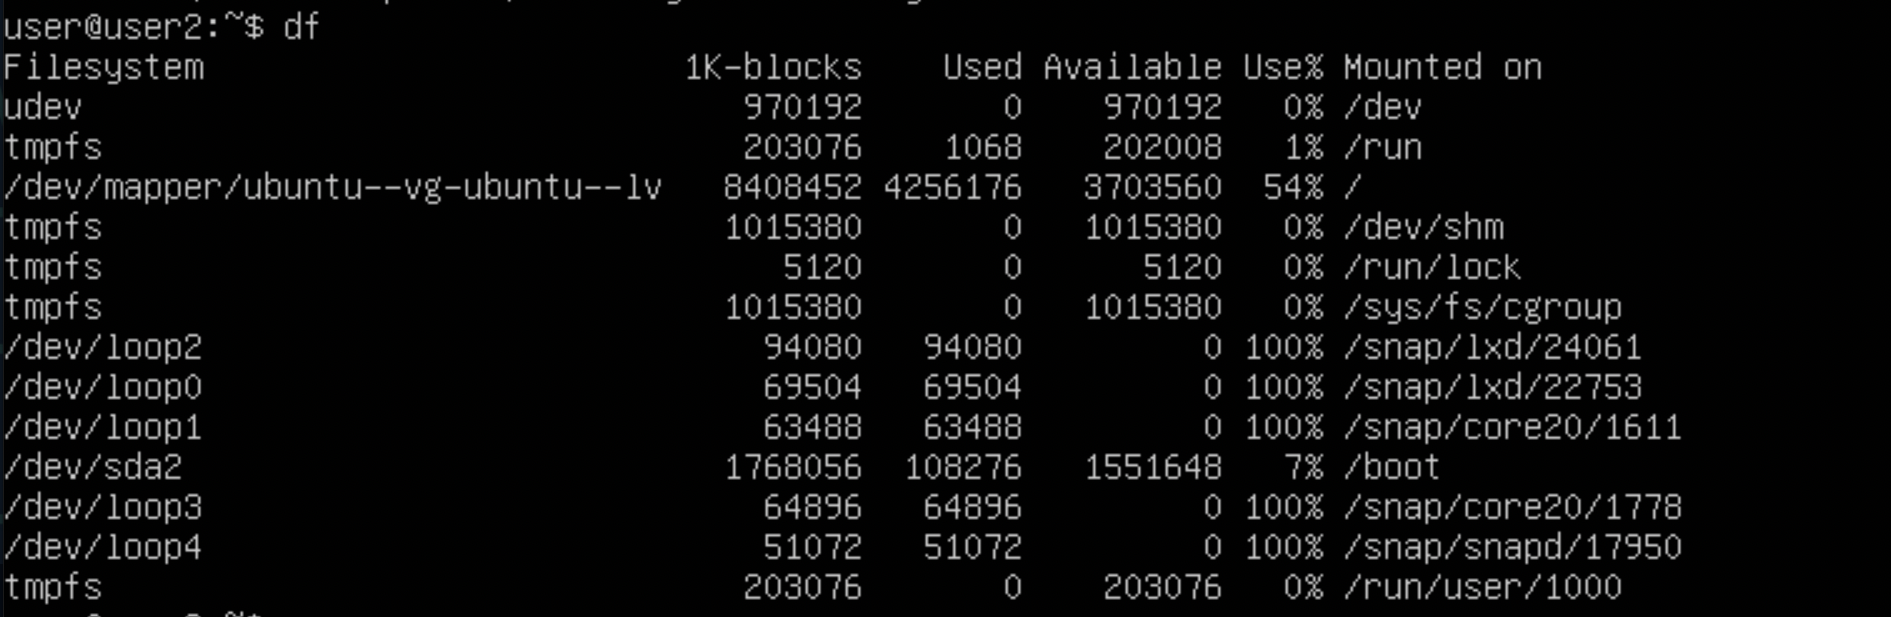 user@user2:~$ df
Filesystem                        1K-blocks    Used Available Use% Mounted on
udev                                 970192       0    970192   0% /dev
tmpfs                                203076    1068    202008   1% /run
/dev/mapper/ubuntu--vg-ubuntu--lv   8408452 4256176   3703560  54% /
tmpfs                               1015380       0   1015380   0% /dev/shm
tmpfs                                  5120       0      5120   0% /run/lock
tmpfs                               1015380       0   1015380   0% /sys/fs/cgroup
/dev/loop2                            94080   94080         0 100% /snap/lxd/24061
/dev/loop0                            69504   69504         0 100% /snap/lxd/22753
/dev/loop1                            63488   63488         0 100% /snap/core20/1611
/dev/sda2                           1768056  108276   1551648   7% /boot
/dev/loop3                            64896   64896         0 100% /snap/core20/1778
/dev/loop4                            51072   51072         0 100% /snap/snapd/17950
tmpfs                                203076       0    203076   0% /run/user/1000